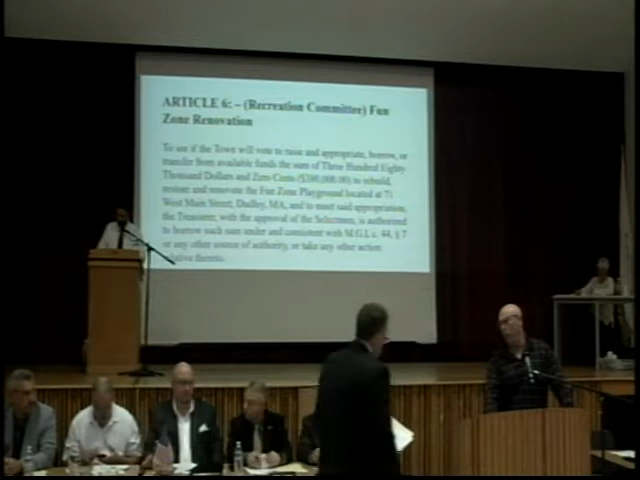 ARTICLE 6: – (Recreation Committee) Fun
Zone Renovation
To see if the Town will vote to raise and appropriate, borrow, or
transfer from available funds the sum of Three Hundred Eighty
Thousand Dollars and Zero Cents ($380,000.00) to rebuild,
restore and renovate the Fun Zone Playground located at 71
West Main Street, Dudley, MA, and to meet said appropriation,
the Treasurer, with the approval of the Selectmen, is authorized
to borrow such sum under and consistent with M.G.L c. 44, § 7
or any other source of authority, or take any other action
relative thereto.